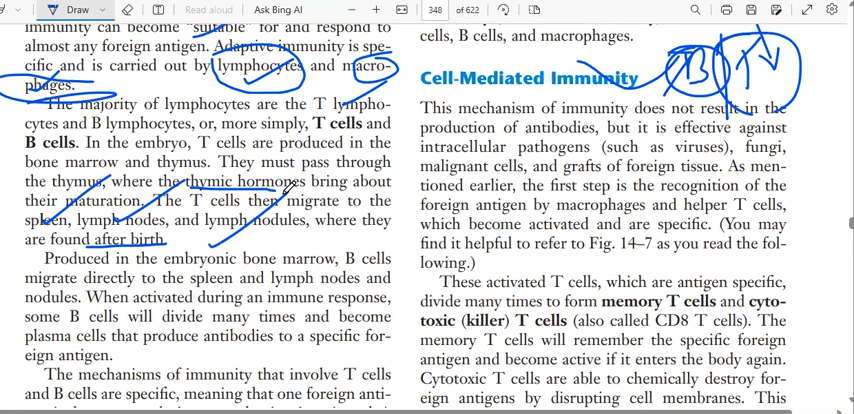 Draw
Read aloud
Ask Bing AI
348
of 622
immunity can become "suitable" for and respond to
almost any foreign antigen. Adaptive immunity is spe-
cific and is carried out by lymphocytes and macro-
phages.
The majority of lymphocytes are the T lympho-
cytes and B lymphocytes, or, more simply, T cells and
B cells. In the embryo, T cells are produced in the
bone marrow and thymus. They must pass through
the thymus, where the thymic hormones bring about
their maturation. The T cells then migrate to the
spleen, lymph nodes, and lymph nodules, where they
are found after birth.
Produced in the embryonic bone marrow, B cells
migrate directly to the spleen and lymph nodes and
nodules. When activated during an immune response,
some B cells will divide many times and become
plasma cells that produce antibodies to a specific for-
eign antigen.
The mechanisms of immunity that involve T cells
and B cells are specific, meaning that one foreign anti-
cells, B cells, and macrophages.
B T
Cell-Mediated Immunity
This mechanism of immunity does not result in the
production of antibodies, but it is effective against
intracellular pathogens (such as viruses), fungi,
malignant cells, and grafts of foreign tissue. As men-
tioned earlier, the first step is the recognition of the
foreign antigen by macrophages and helper T cells,
which become activated and are specific. (You may
find it helpful to refer to Fig. 14–7 as you read the fol-
lowing.)
These activated T cells, which are antigen specific,
divide many times to form memory T cells and cyto-
toxic (killer) T cells (also called CD8 T cells). The
memory T cells will remember the specific foreign
antigen and become active if it enters the body again.
Cytotoxic T cells are able to chemically destroy for-
eign antigens by disrupting cell membranes. This